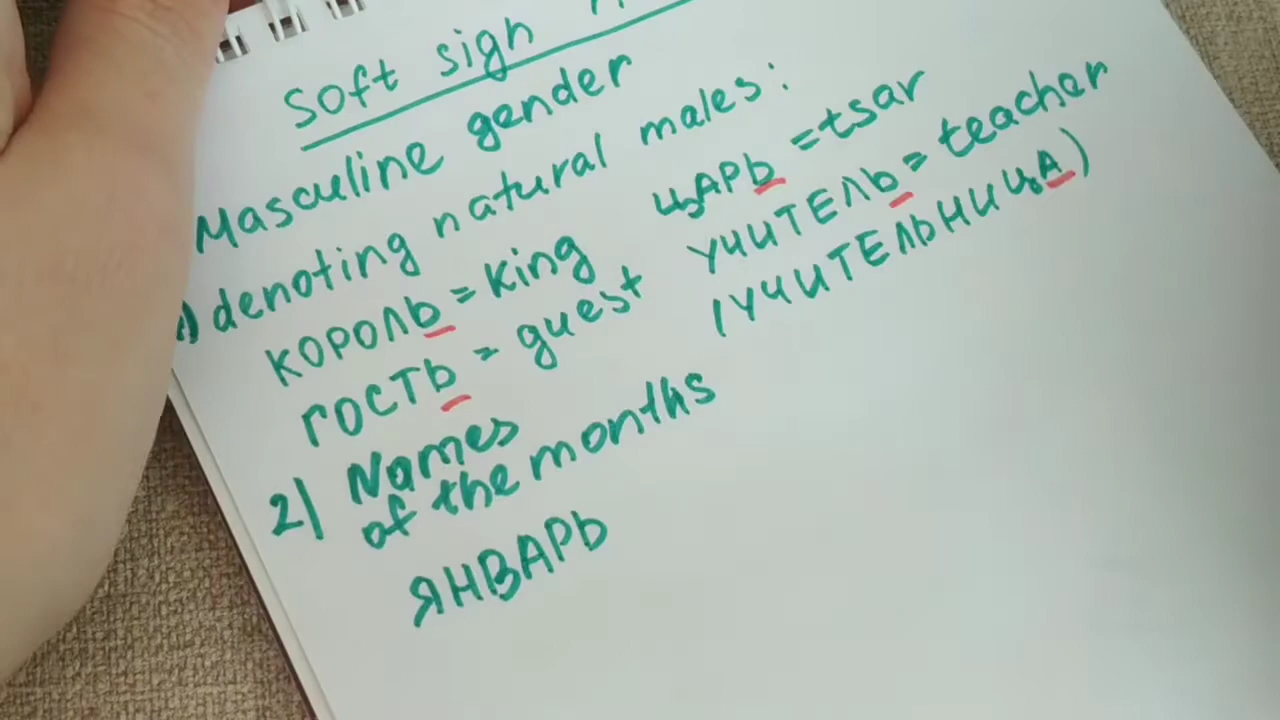 soft sign
Masculine gender
1) denoting natural males:
КОРОЛЬ = King
ГОСТЬ = guest
ЦАРЬ = tsar
УЧИТЕЛЬ = teacher
(УЧИТЕЛЬНИЦА)
2) Names
of the months
ЯНВАРЬ